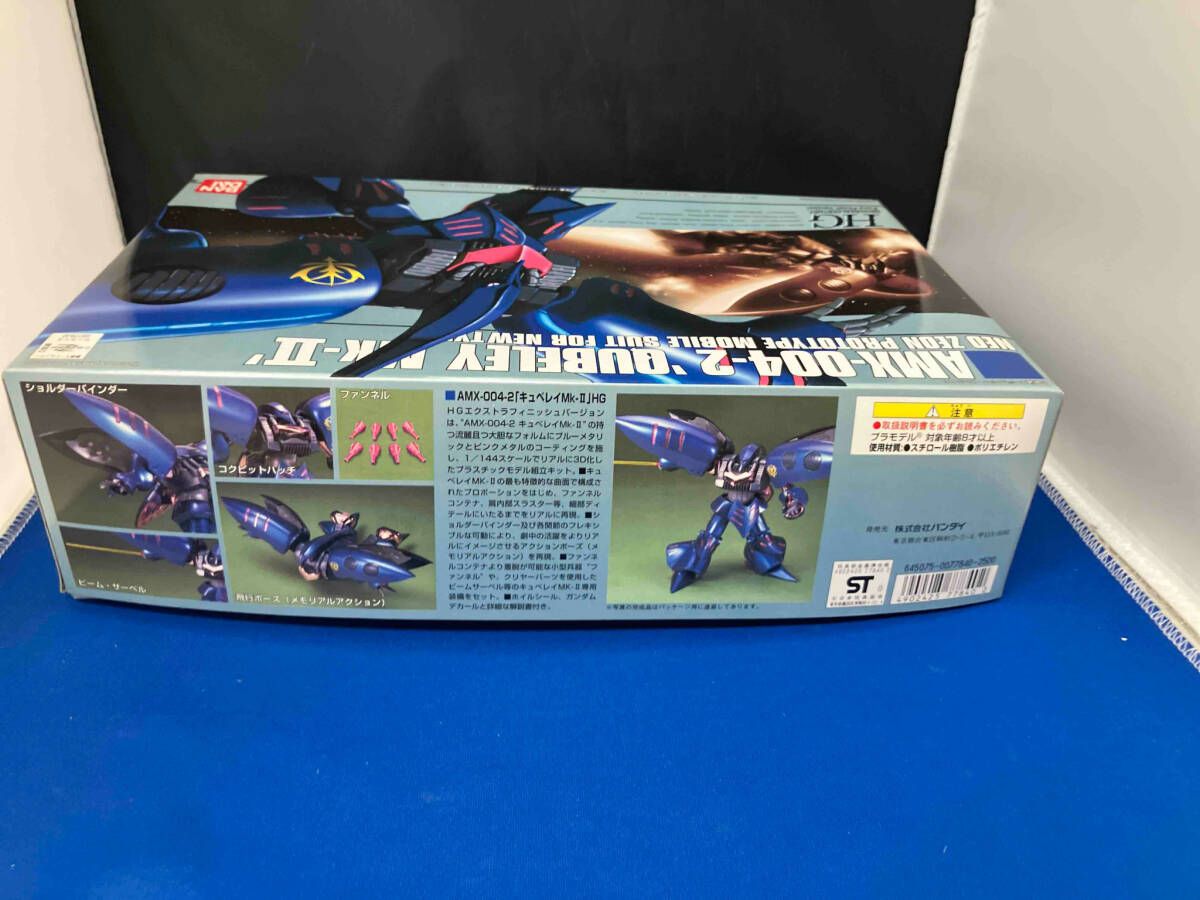 BAN
DAI
HG
AMX-004-2 'QUBELEY MK-II'
NEO ZEON PROTOTYPE MOBILE SUIT FOR NEWTY
ショルダーバインダー
コクピットハッチ
ファンネル
ビーム・サーベル
飛行ポーズ(メモリアルアクション)
AMX-004-2「キュベレイMk-II」HG
HGエクストラフィニッシュバージョン
は、"AMX-004-2 キュベレイMk-II"の持
つ流麗且つ大胆なフォルムにブルーメタリ
ックとピンクメタルのコーティングを施
し、1/144スケールでリアルに3D化し
たプラスチックモデル組立キット。■キュ
ベレイMK-IIの最も特徴的な曲面で構成さ
れたプロポーションをはじめ、ファンネル
コンテナ、肩内部スラスター等、細部ディ
テールにいたるまでをリアルに再現。■シ
ョルダーバインダー及び各関節のフレキシ
ブルな可動により、劇中の活躍をよりリア
ルにイメージさせるアクションポーズ(メ
モリアルアクション)を再現。■ファンネ
ルコンテナより着脱が可能な小型兵器"フ
ァンネル"や、クリヤーパーツを使用した
ビームサーベル等のキュベレイMK-II専用
装備をセット。■ホイルシール、ガンダム
デカールと詳細な解説書付き。
※写真の完成品はパッケージ用に塗装してあります。
注意
●取扱説明書を必ずお読みください。
プラモデル® 対象年齢8才以上。
使用材質:●スチロール樹脂 ●ポリエチレン
発売元 株式会社バンダイ
ST
645075-0077840-2500
4902425 77840